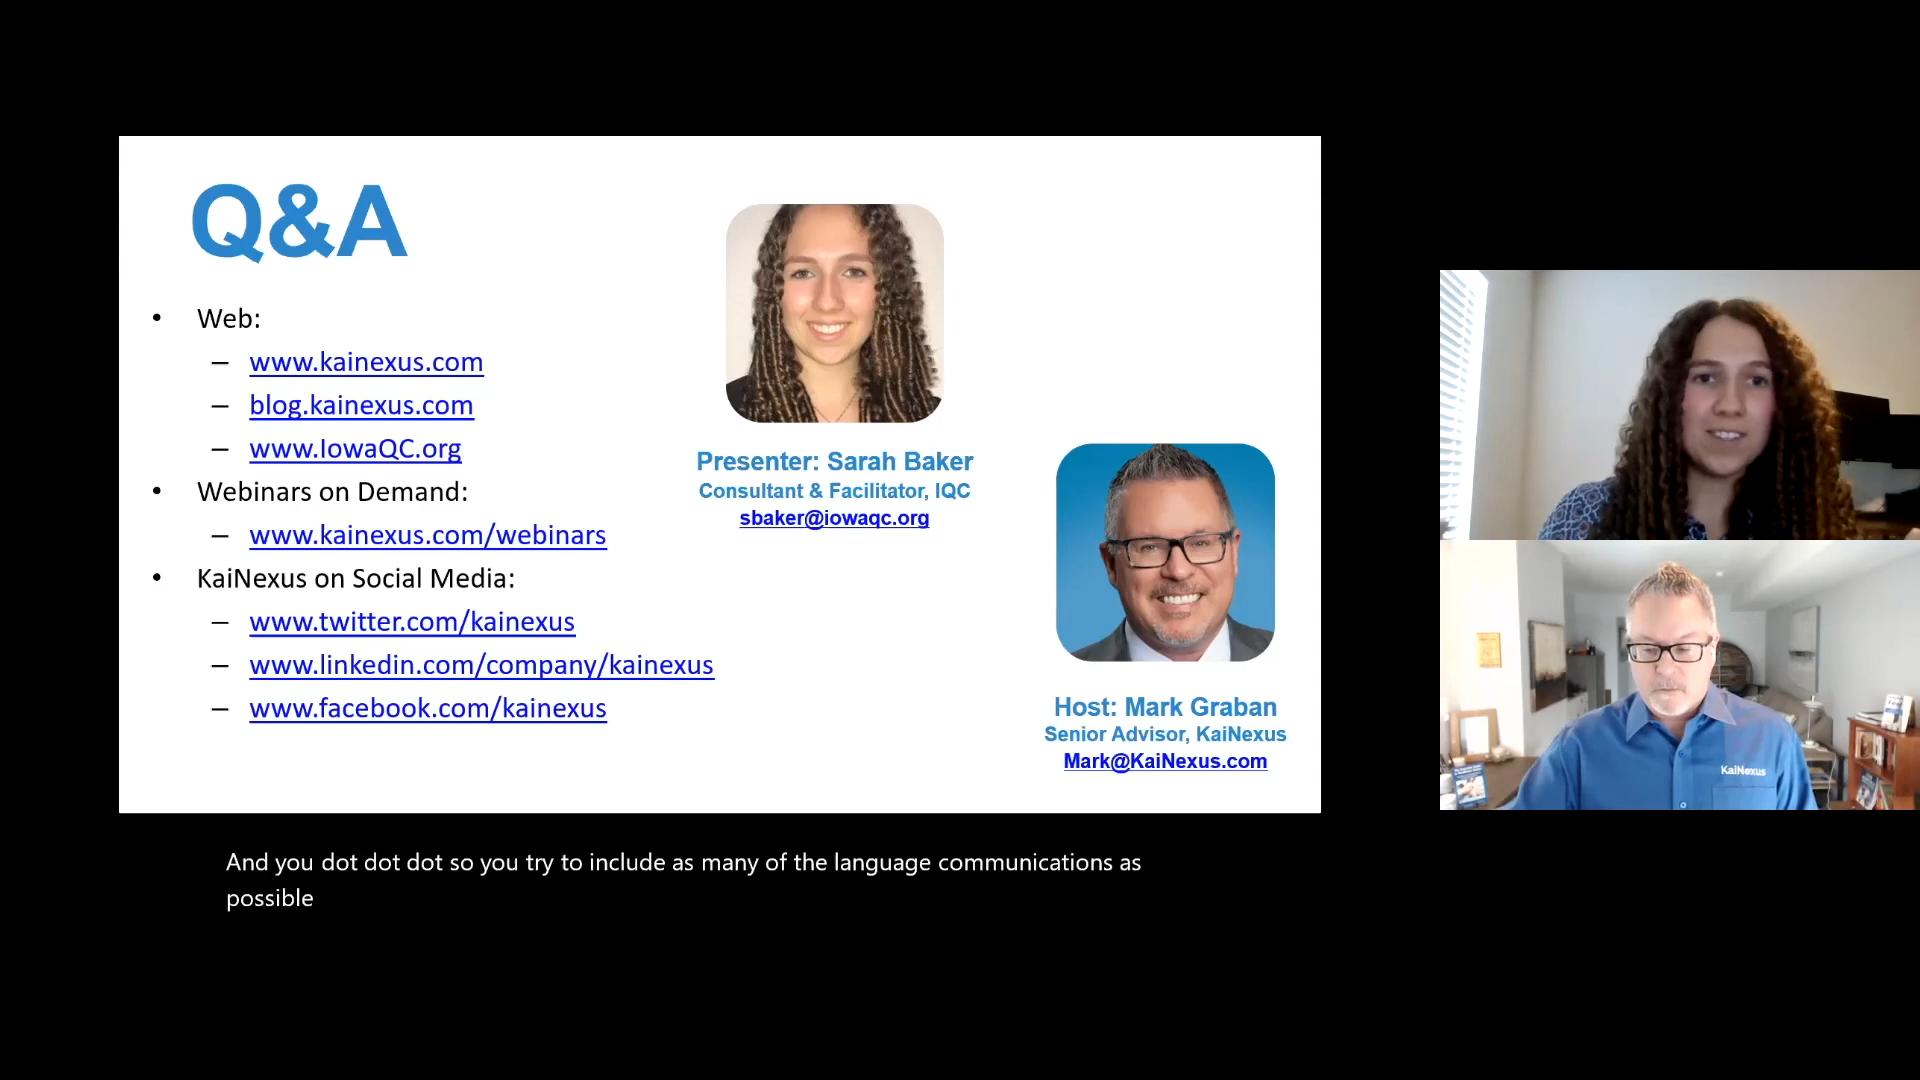 Q&A
• Web:
– www.kainexus.com
– blog.kainexus.com
– www.IowaQC.org
• Webinars on Demand:
– www.kainexus.com/webinars
• KaiNexus on Social Media:
– www.twitter.com/kainexus
– www.linkedin.com/company/kainexus
– www.facebook.com/kainexus
Presenter: Sarah Baker
Consultant & Facilitator, IQC
sbaker@iowaqc.org
Host: Mark Graban
Senior Advisor, KaiNexus
Mark@KaiNexus.com
KaiNexus
And you dot dot dot so you try to include as many of the language communications as
possible